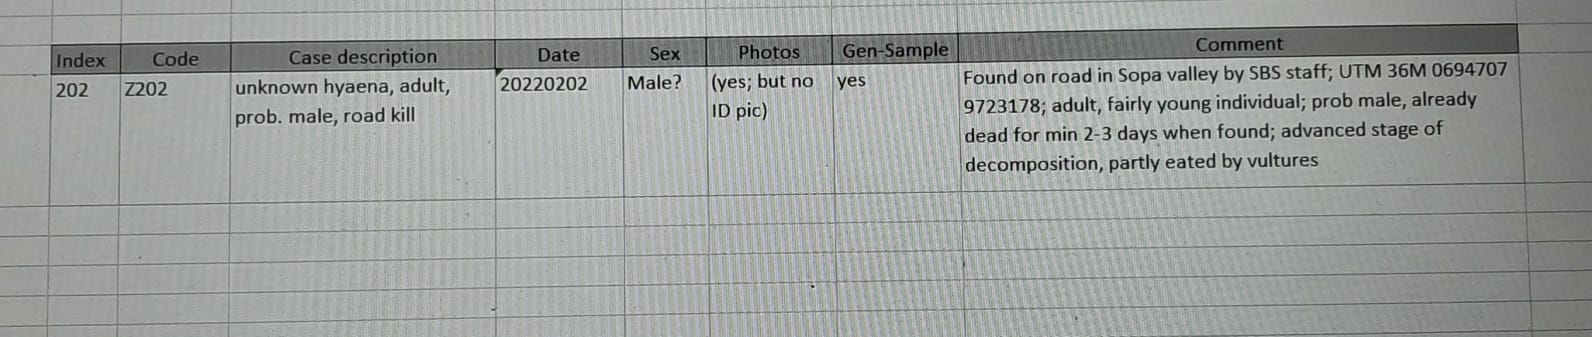 Index Code Case description Date Sex Photos Gen-Sample Comment
202 Z202 unknown hyaena, adult, 20220202 Male? (yes; but no yes Found on road in Sopa valley by SBS staff; UTM 36M 0694707
prob. male, road kill ID pic) 9723178; adult, fairly young individual; prob male, already
dead for min 2-3 days when found; advanced stage of
decomposition, partly eated by vultures